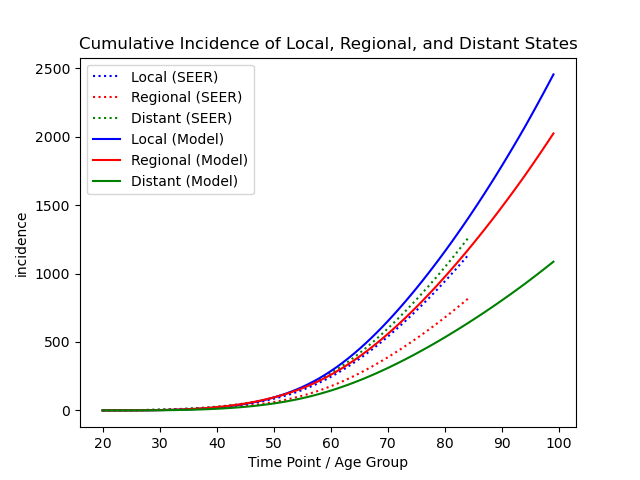 Cumulative Incidence of Local, Regional, and Distant States
2500
2000
1500
1000
500
0
incidence
Local (SEER)
Regional (SEER)
Distant (SEER)
Local (Model)
Regional (Model)
Distant (Model)
20 30 40 50 60 70 80 90 100
Time Point / Age Group